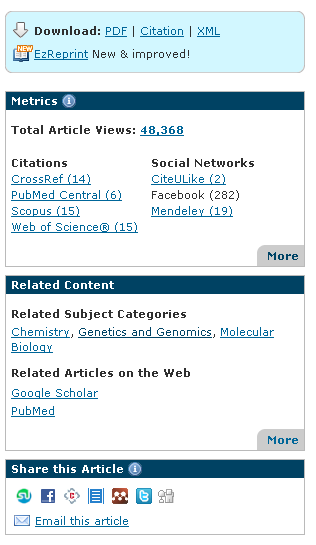 Download: PDF | Citation | XML
NEW EzReprint New & improved!
Metrics i
Total Article Views: 48,368
Citations Social Networks
CrossRef (14) CiteULike (2)
PubMed Central (6) Facebook (282)
Scopus (15) Mendeley (19)
Web of Science® (15)
More
Related Content
Related Subject Categories
Chemistry, Genetics and Genomics, Molecular
Biology
Related Articles on the Web
Google Scholar
PubMed
More
Share this Article i
Email this article